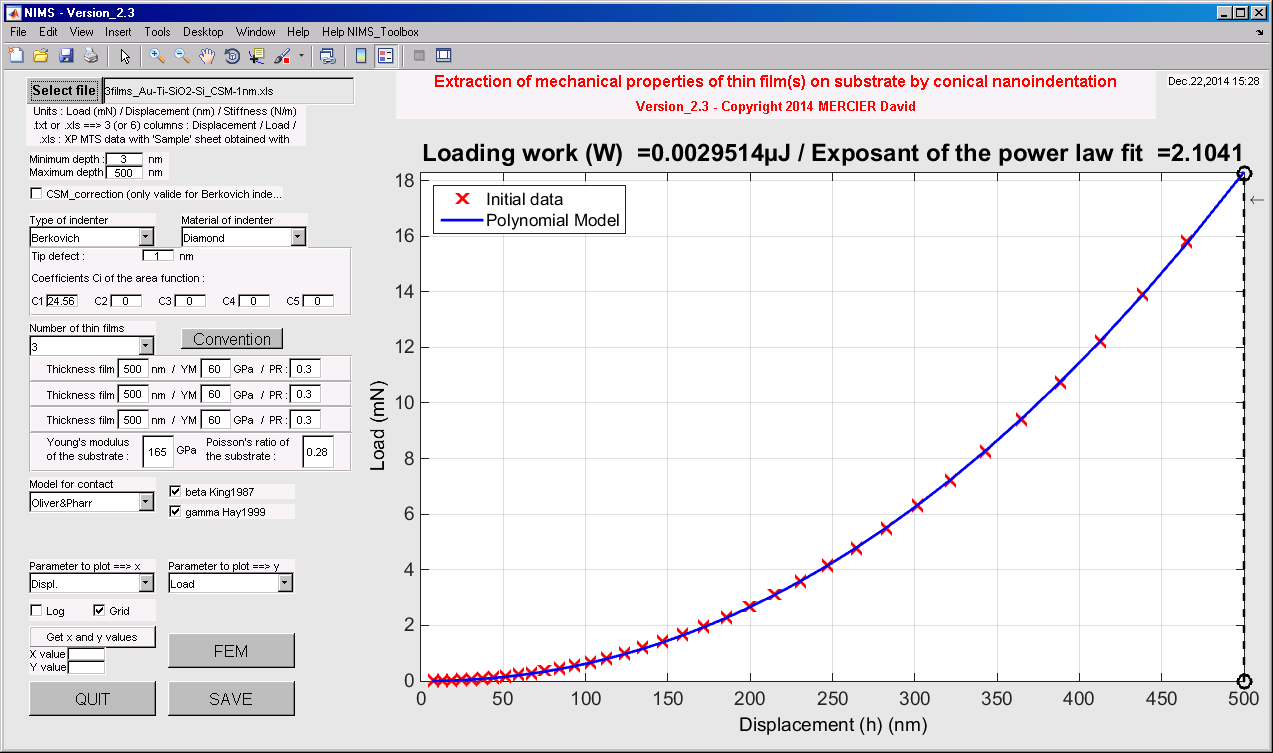 NIMS - Version_2.3
File Edit View Insert Tools Desktop Window Help Help NIMS_Toolbox
Select file 3films_Au-Ti-SiO2-Si_CSM-1nm.xls
Units : Load (mN) / Displacement (nm) / Stiffness (N/m)
.txt or .xls ==> 3 (or 6) columns : Displacement / Load /
.xls : XP MTS data with 'Sample' sheet obtained with
Minimum depth : 3 nm
Maximum depth 500 nm
CSM_correction (only valide for Berkovich inde...
Type of indenter Material of indenter
Berkovich Diamond
Tip defect : 1 nm
Coefficients Ci of the area function :
C1 24.56 C2 0 C3 0 C4 0 C5 0
Number of thin films
3 Convention
Thickness film 500 nm / YM 60 GPa / PR : 0.3
Thickness film 500 nm / YM 60 GPa / PR : 0.3
Thickness film 500 nm / YM 60 GPa / PR : 0.3
Young's modulus of the substrate : 165 GPa Poisson's ratio of the substrate : 0.28
Model for contact
Oliver&Pharr
beta King1987
gamma Hay1999
Parameter to plot ==> x Parameter to plot ==> y
Displ. Load
Log Grid
Get x and y values
X value
Y value
FEM
QUIT SAVE
Extraction of mechanical properties of thin film(s) on substrate by conical nanoindentation
Version_2.3 - Copyright 2014 MERCIER David
Dec.22,2014 15:28
Loading work (W) =0.0029514µJ / Exposant of the power law fit =2.1041
Initial data
Polynomial Model
←
18
16
14
12
10
8
6
4
2
0
Load (mN)
0 50 100 150 200 250 300 350 400 450 500
Displacement (h) (nm)